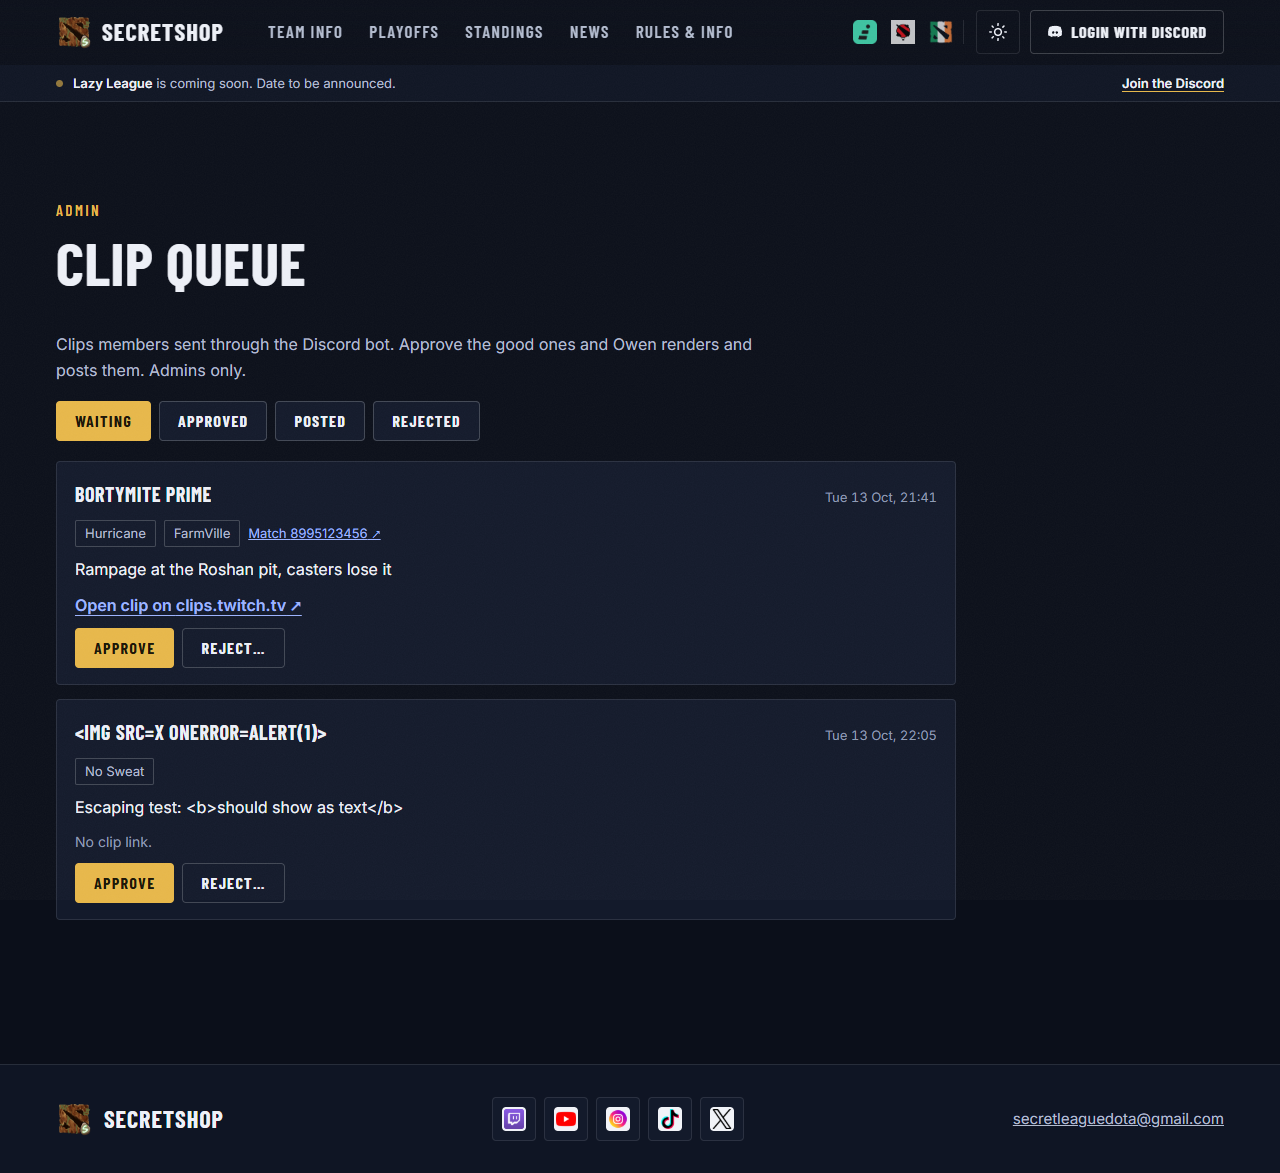 SECRETSHOP
TEAM INFO
PLAYOFFS
STANDINGS
NEWS
RULES & INFO
LOGIN WITH DISCORD
Lazy League is coming soon. Date to be announced.
Join the Discord
ADMIN
CLIP QUEUE
Clips members sent through the Discord bot. Approve the good ones and Owen renders and
posts them. Admins only.
WAITING
APPROVED
POSTED
REJECTED
BORTYMITE PRIME
Tue 13 Oct, 21:41
Hurricane
FarmVille
Match 8995123456 ↗
Rampage at the Roshan pit, casters lose it
Open clip on clips.twitch.tv ↗
APPROVE
REJECT...
<IMG SRC=X ONERROR=ALERT(1)>
Tue 13 Oct, 22:05
No Sweat
Escaping test: <b>should show as text</b>
No clip link.
APPROVE
REJECT...
SECRETSHOP
secretleaguedota@gmail.com